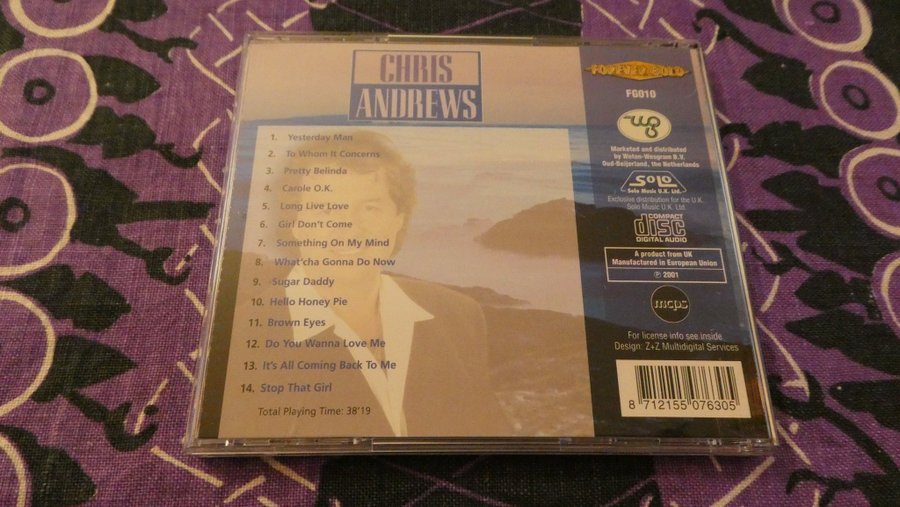 CHRIS
ANDREWS
1. Yesterday Man
2. To Whom It Concerns
3. Pretty Belinda
4. Carole O.K.
5. Long Live Love
6. Girl Don't Come
7. Something On My Mind
8. What'cha Gonna Do Now
9. Sugar Daddy
10. Hello Honey Pie
11. Brown Eyes
12. Do You Wanna Love Me
13. It's All Coming Back To Me
14. Stop That Girl
Total Playing Time: 38'19
FOREVER GOLD
FG010
wg
Marketed and distributed
by Weton-Wesgram B.V.
Oud-Beijerland, the Netherlands
SOLO
Solo Music U.K. Ltd.
Exclusive distribution for the U.K.
Solo Music U.K. Ltd.
COMPACT
disc
DIGITAL AUDIO
A product from UK
Manufactured in European Union
℗ 2001
mcps
For license info see inside
Design: Z+Z Multidigital Services
8 712155 076305